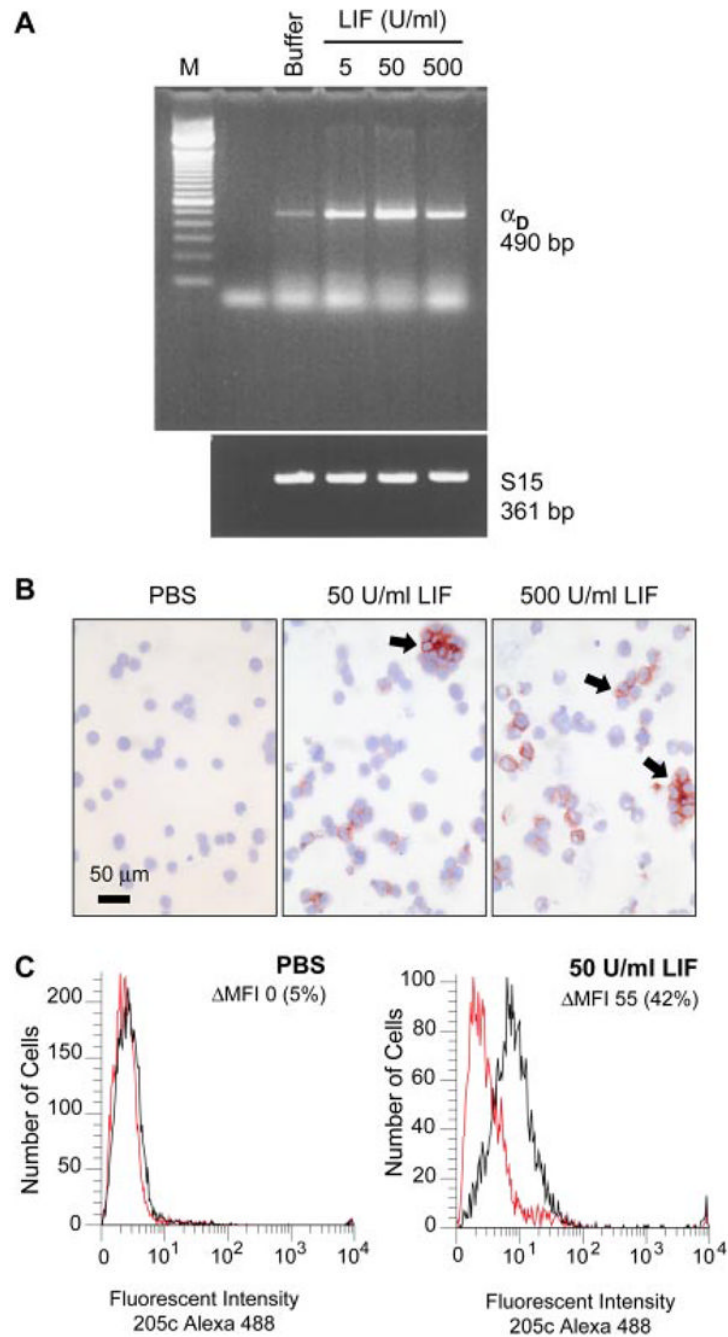 A
LIF (U/ml)
M Buffer 5 50 500
α_D
490 bp
S15
361 bp
B
PBS 50 U/ml LIF 500 U/ml LIF
50 μm
C
PBS
ΔMFI 0 (5%)
200
150
100
50
0
Number of Cells
0 10^1 10^2 10^3 10^4
Fluorescent Intensity
205c Alexa 488
50 U/ml LIF
ΔMFI 55 (42%)
100
80
60
40
20
0
Number of Cells
0 10^1 10^2 10^3 10^4
Fluorescent Intensity
205c Alexa 488